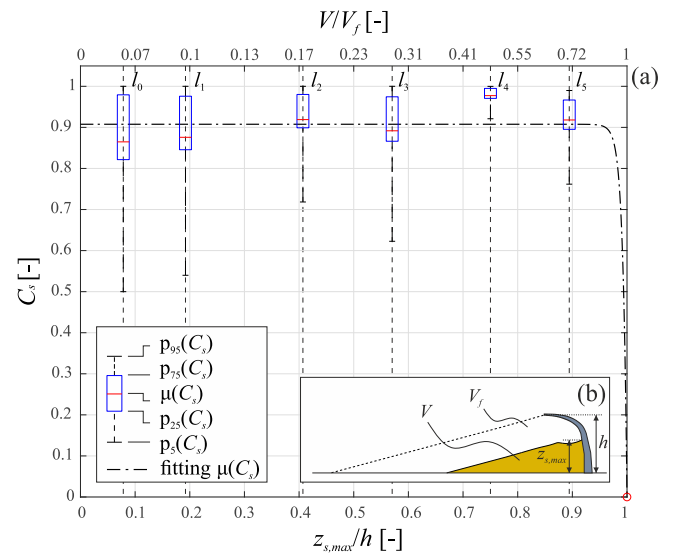 V/V_f [-]
0 0.07 0.1 0.17 0.23 0.28 0.41 0.48 0.55 0.72 1
(a)
l_0 l_1 l_2 l_3 l_4 l_5
1
0.9
0.8
0.7
0.6
0.5
0.4
0.3
0.2
0.1
0
C_s [-]
p_95(C_s)
p_75(C_s)
μ(C_s)
p_25(C_s)
p_5(C_s)
fitting μ(C_s)
(b)
V_f
V
h
z_s,max
0 0.1 0.2 0.3 0.4 0.5 0.6 0.7 0.8 0.9 1
z_s,max/h [-]